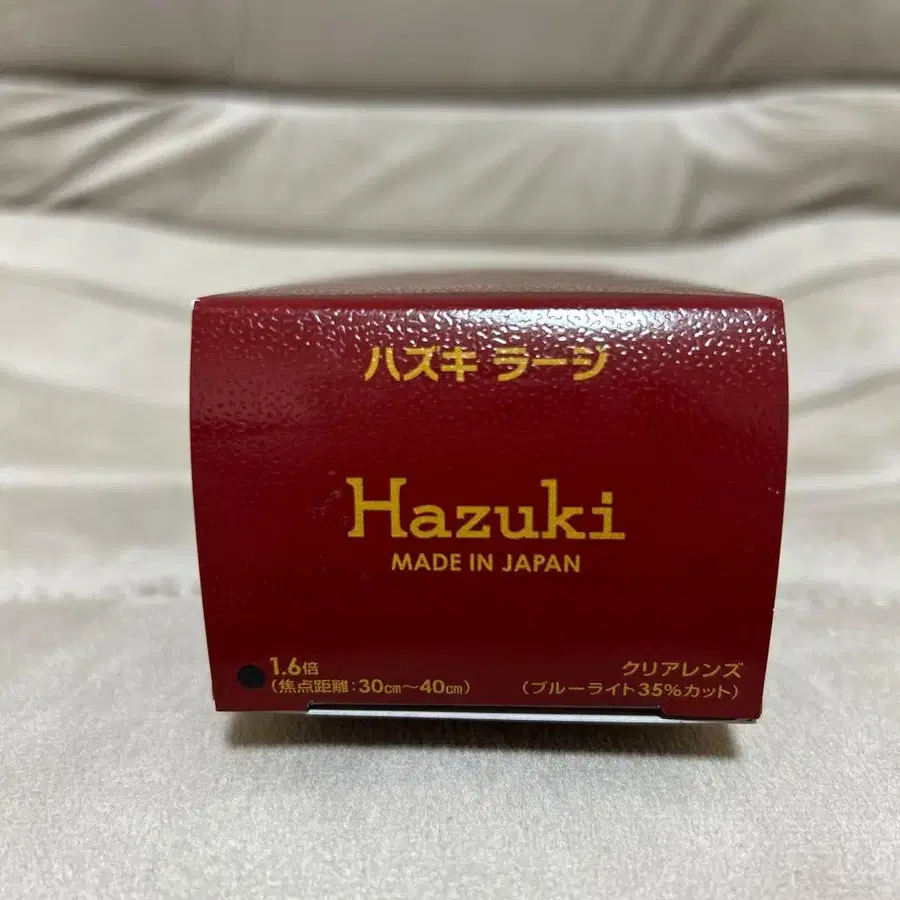 ハズキ ラージ
Hazuki
MADE IN JAPAN
1.6倍
(焦点距離:30cm〜40cm)
クリアレンズ
(ブルーライト35%カット)